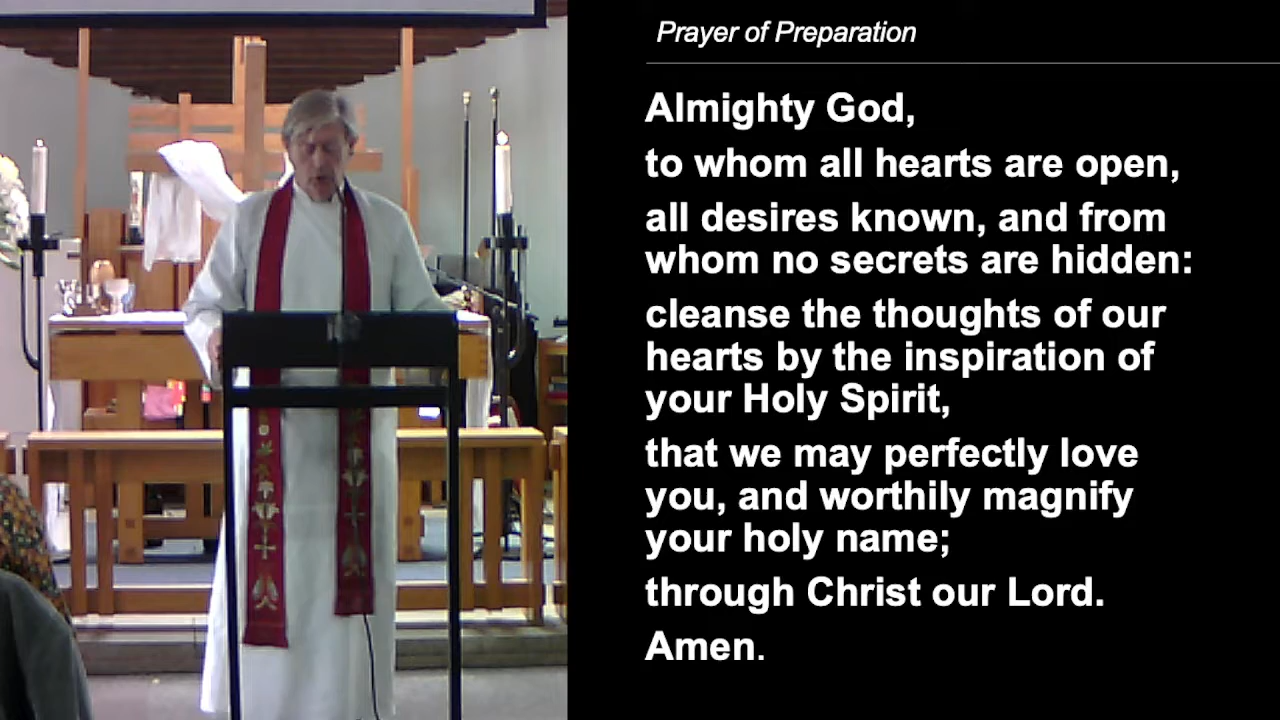 Prayer of Preparation
Almighty God,
to whom all hearts are open,
all desires known, and from
whom no secrets are hidden:
cleanse the thoughts of our
hearts by the inspiration of
your Holy Spirit,
that we may perfectly love
you, and worthily magnify
your holy name;
through Christ our Lord.
Amen.